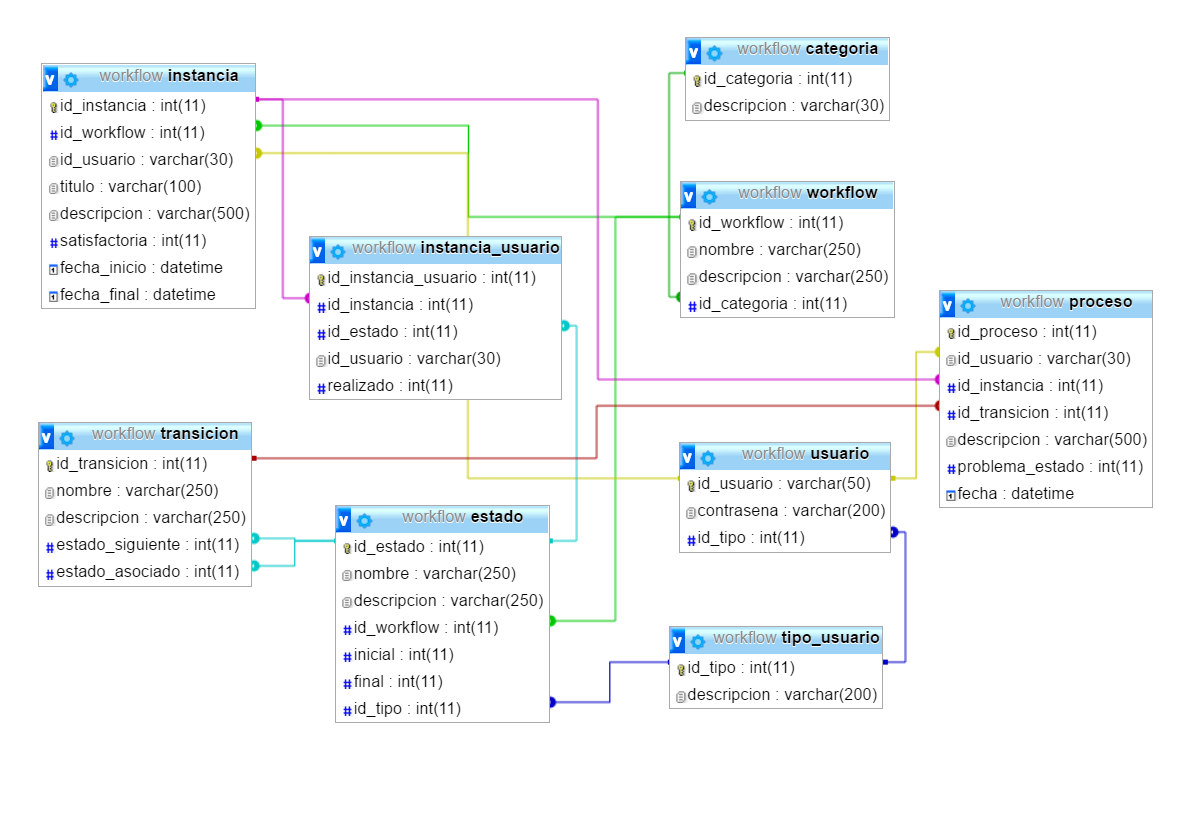 workflow categoria
id_categoria : int(11)
descripcion : varchar(30)
workflow instancia
id_instancia : int(11)
id_workflow : int(11)
id_usuario : varchar(30)
titulo : varchar(100)
descripcion : varchar(500)
satisfactoria : int(11)
fecha_inicio : datetime
fecha_final : datetime
workflow workflow
id_workflow : int(11)
nombre : varchar(250)
descripcion : varchar(250)
id_categoria : int(11)
workflow instancia_usuario
id_instancia_usuario : int(11)
id_instancia : int(11)
id_estado : int(11)
id_usuario : varchar(30)
realizado : int(11)
workflow proceso
id_proceso : int(11)
id_usuario : varchar(30)
id_instancia : int(11)
id_transicion : int(11)
descripcion : varchar(500)
problema_estado : int(11)
fecha : datetime
workflow transicion
id_transicion : int(11)
nombre : varchar(250)
descripcion : varchar(250)
estado_siguiente : int(11)
estado_asociado : int(11)
workflow usuario
id_usuario : varchar(50)
contrasena : varchar(200)
id_tipo : int(11)
workflow estado
id_estado : int(11)
nombre : varchar(250)
descripcion : varchar(250)
id_workflow : int(11)
inicial : int(11)
final : int(11)
id_tipo : int(11)
workflow tipo_usuario
id_tipo : int(11)
descripcion : varchar(200)